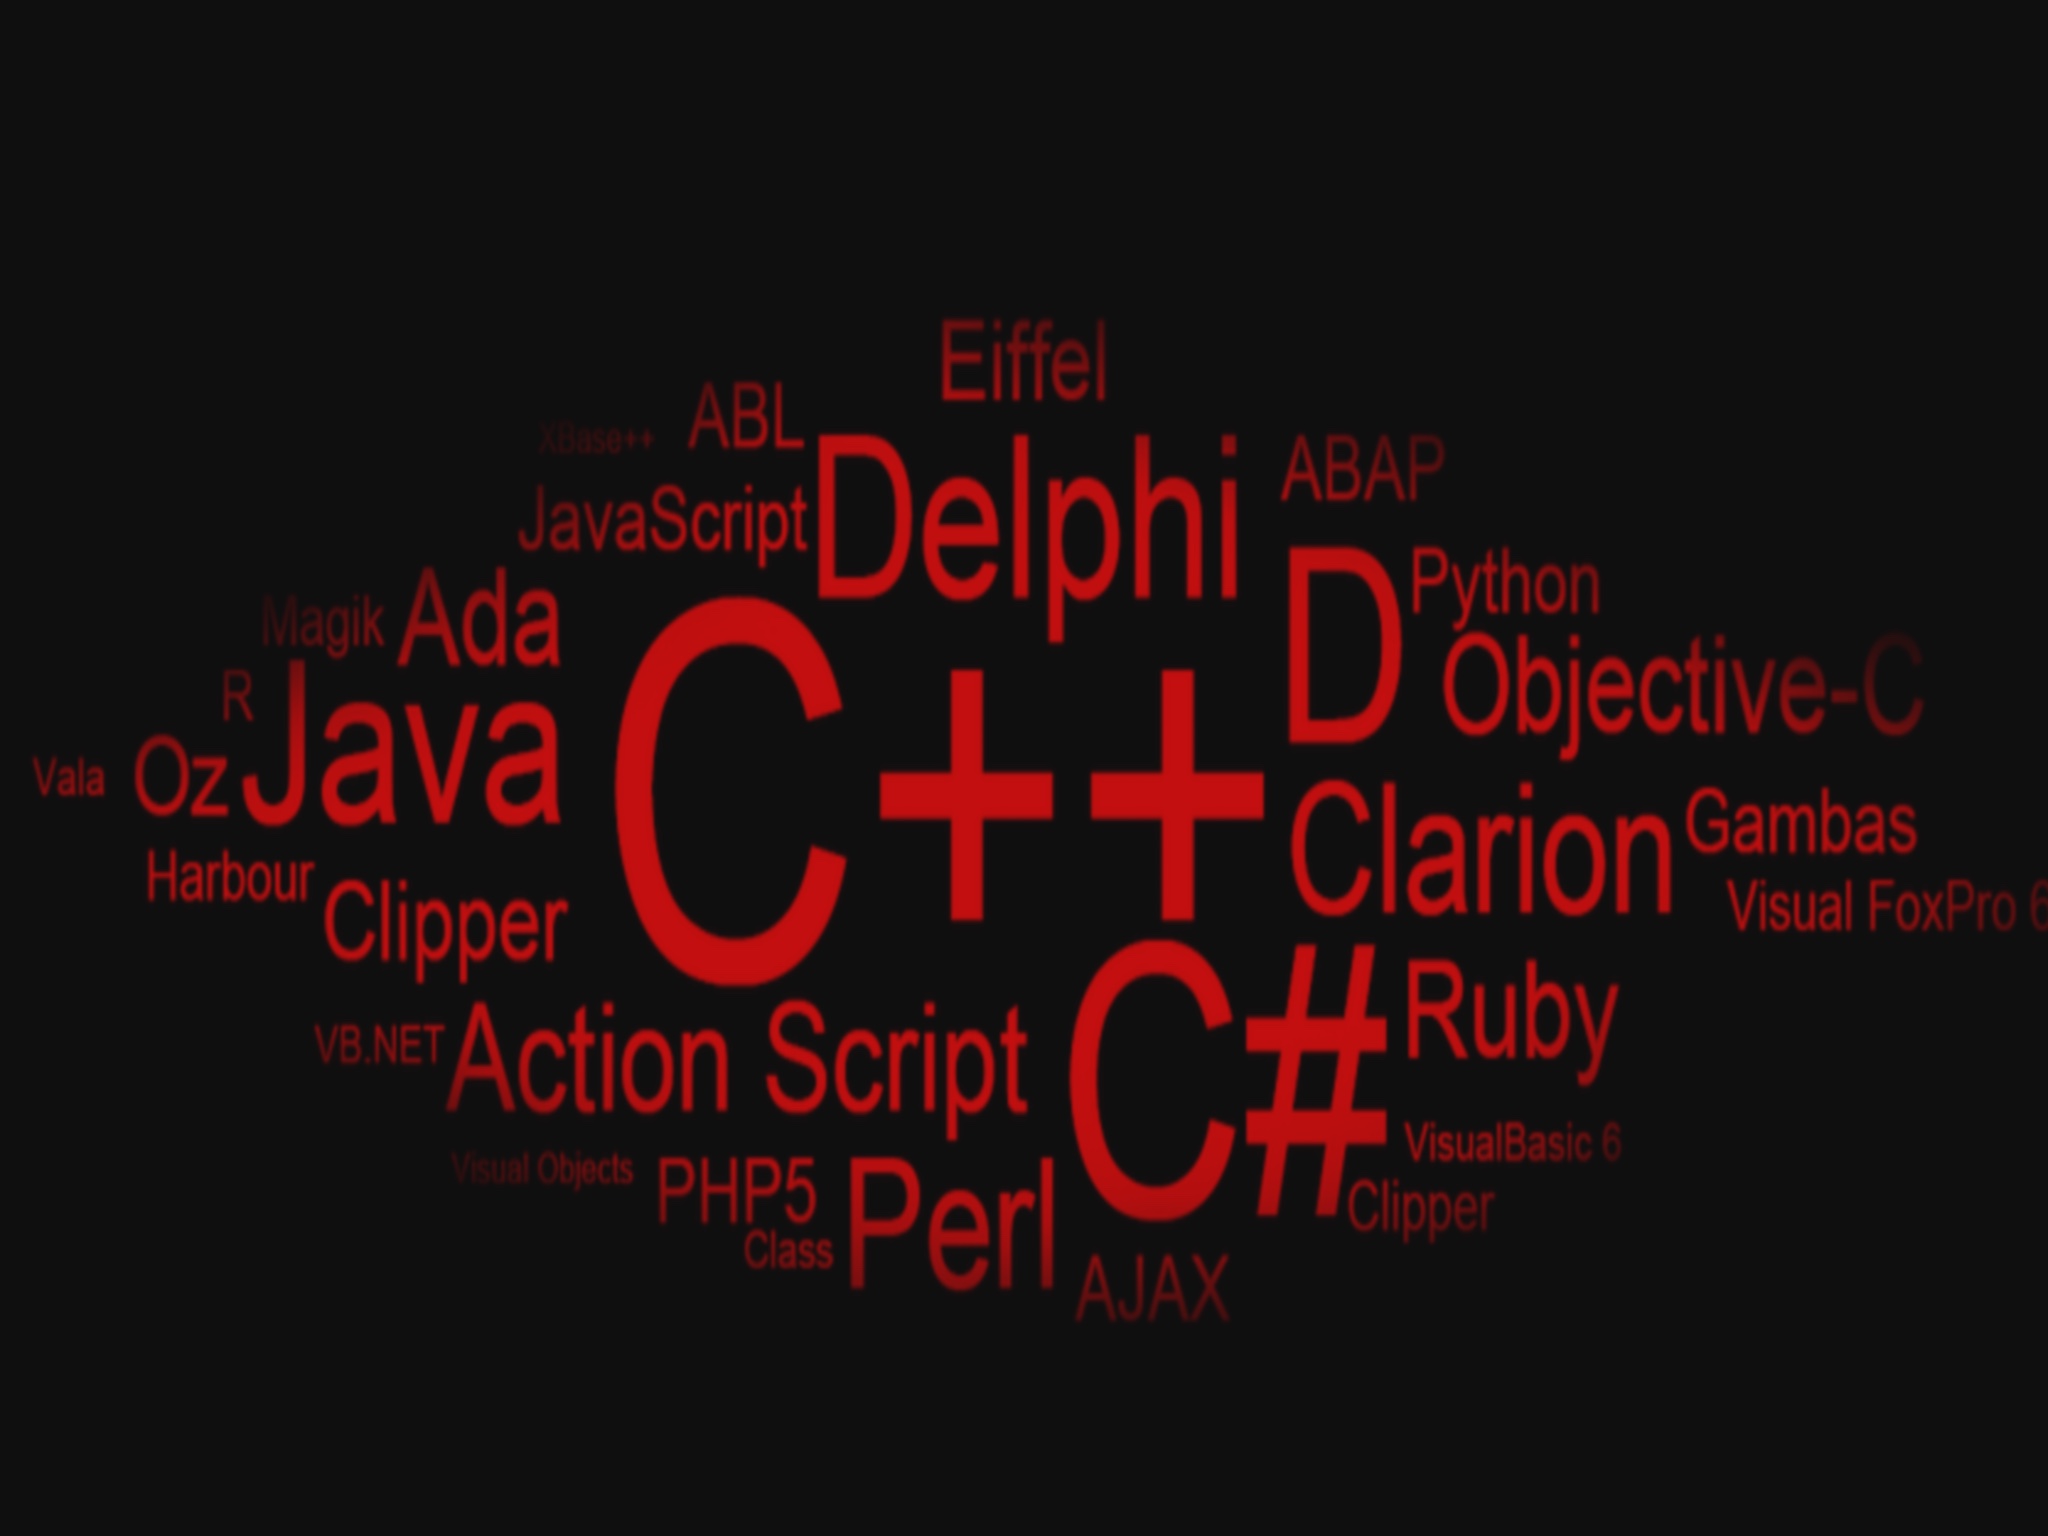 Eiffel
ABL
XBase++
Delphi
ABAP
JavaScript
Python
D
Ada
Magik
C++
Objective-C
R
Java
Oz
Vala
Clarion
Gambas
Harbour
Clipper
Visual FoxPro 6
C#
Ruby
Action Script
VB.NET
VisualBasic 6
Visual Objects
PHP5
Perl
Clipper
Class
AJAX